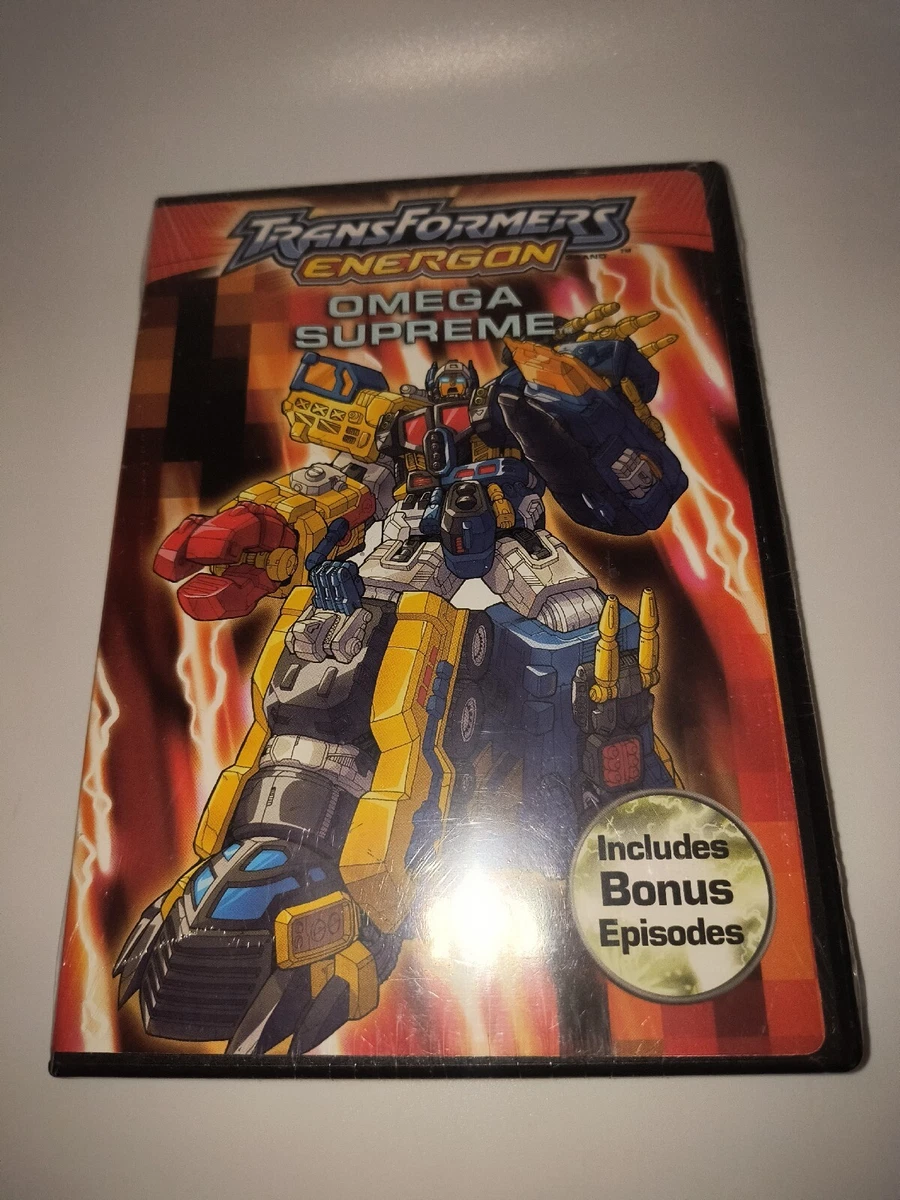 TRANSFORMERS
ENERGON
OMEGA
SUPREME
Includes
Bonus
Episodes